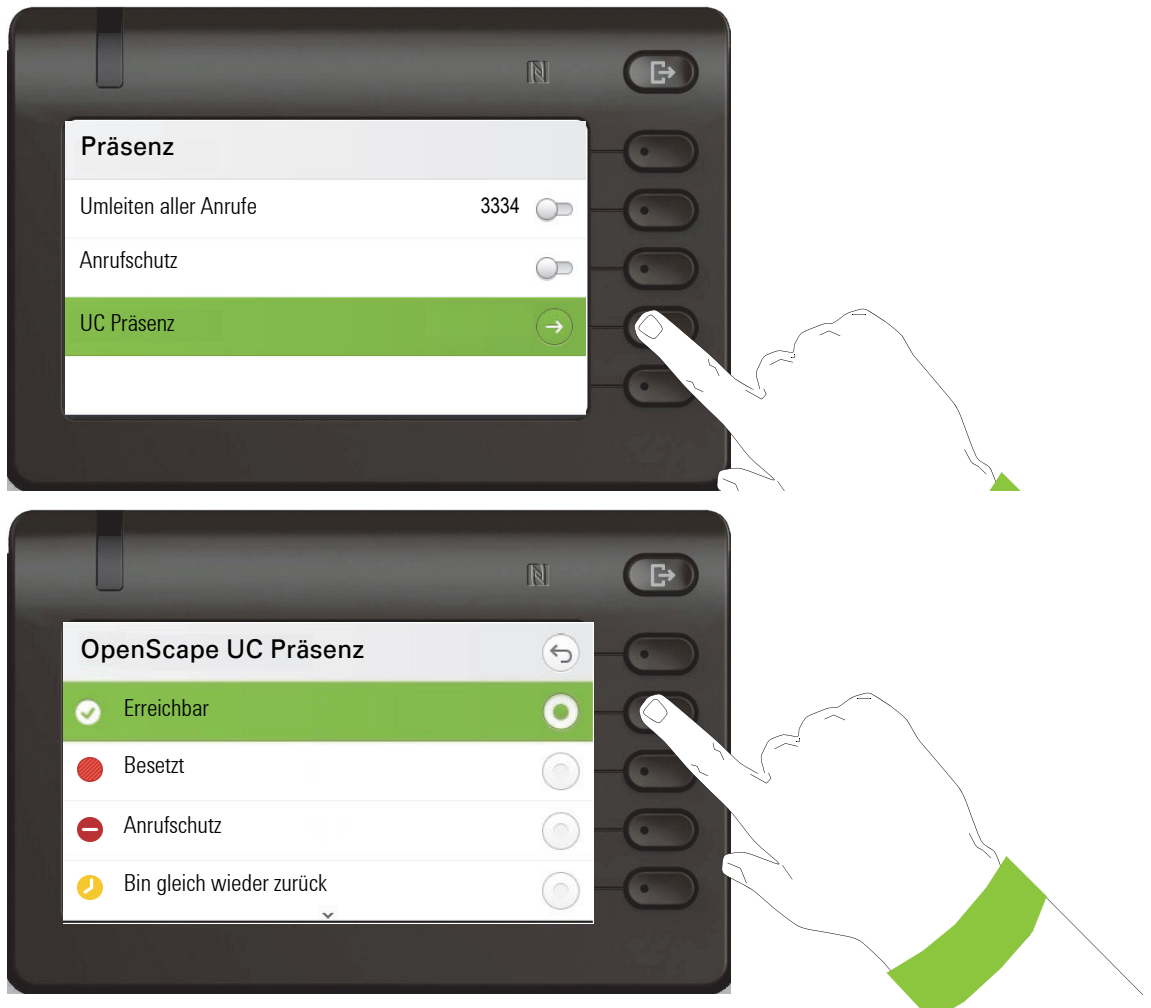 Präsenz
Umleiten aller Anrufe 3334
Anrufschutz
UC Präsenz
OpenScape UC Präsenz
Erreichbar
Besetzt
Anrufschutz
Bin gleich wieder zurück